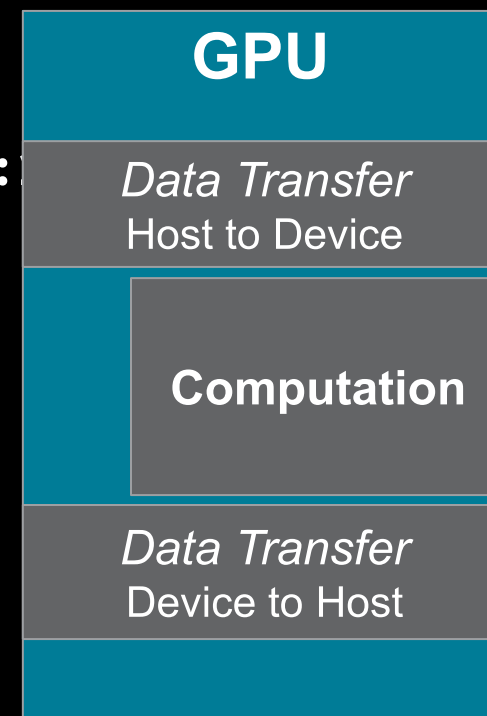 GPU
:
Data Transfer
Host to Device
Computation
Data Transfer
Device to Host